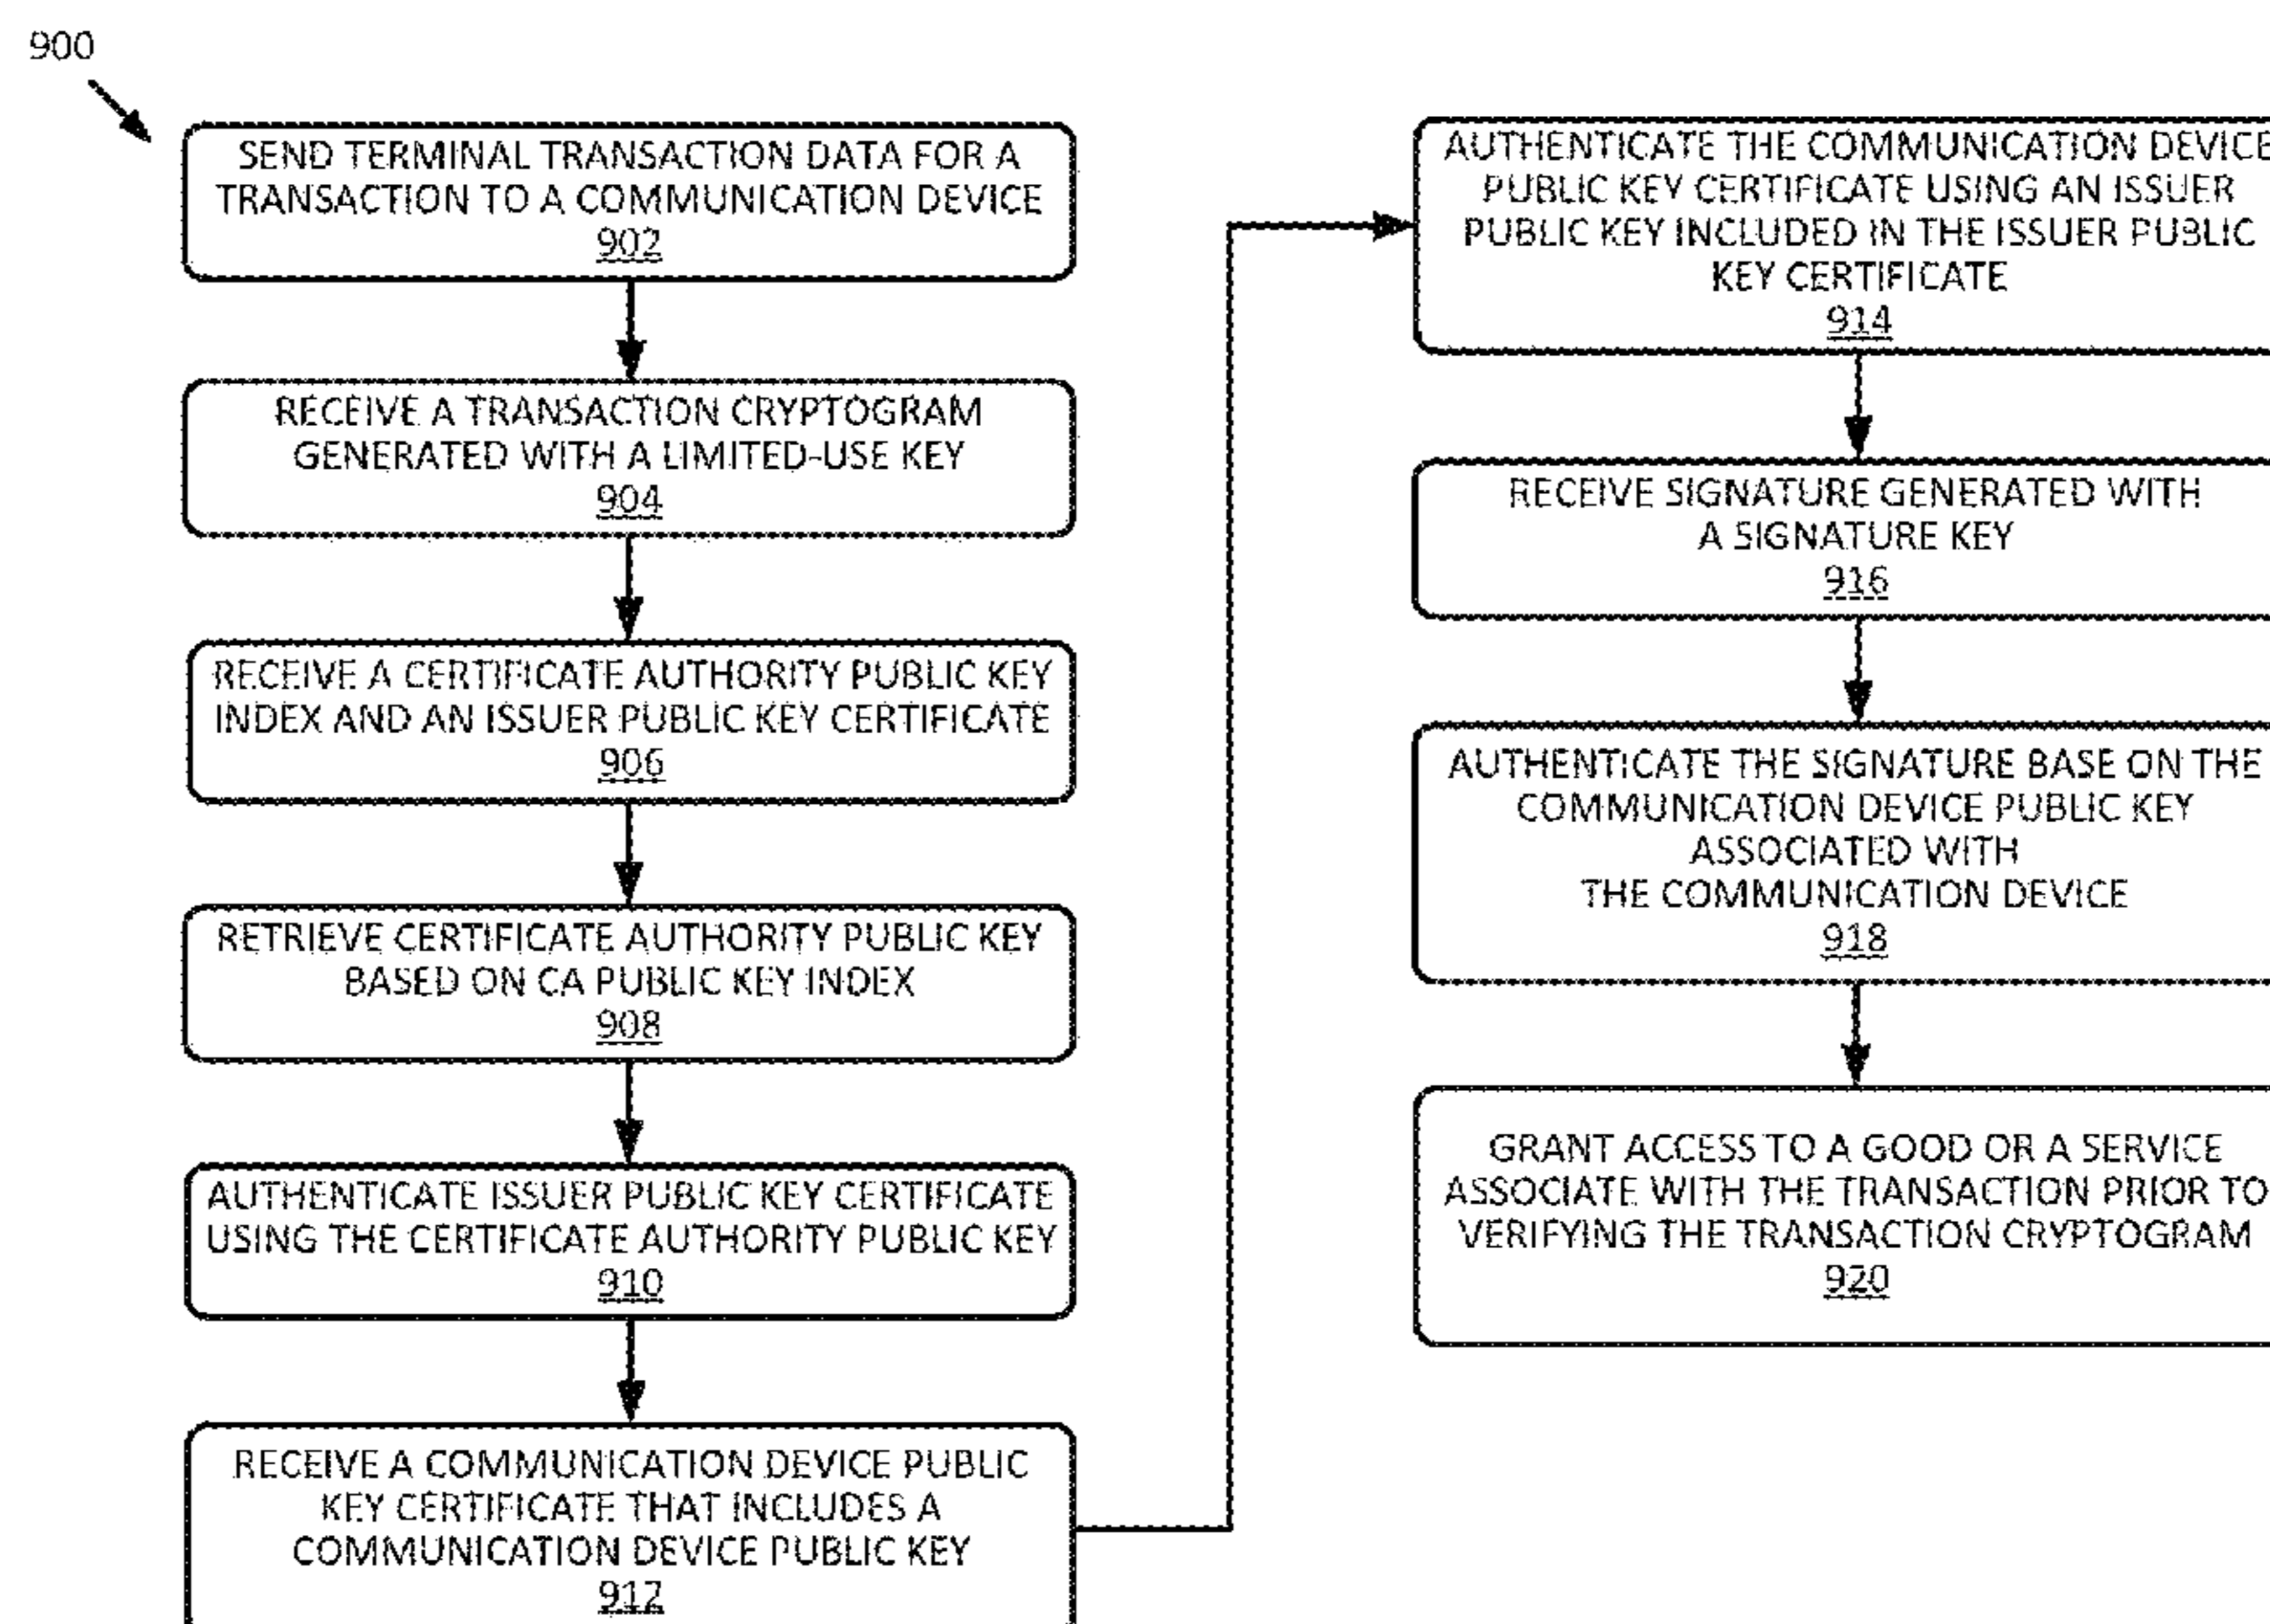 900
SEND TERMINAL TRANSACTION DATA FOR A
TRANSACTION TO A COMMUNICATION DEVICE
902
RECEIVE A TRANSACTION CRYPTOGRAM
GENERATED WITH A LIMITED-USE KEY
904
RECEIVE A CERTIFICATE AUTHORITY PUBLIC KEY
INDEX AND AN ISSUER PUBLIC KEY CERTIFICATE
906
RETRIEVE CERTIFICATE AUTHORITY PUBLIC KEY
BASED ON CA PUBLIC KEY INDEX
908
AUTHENTICATE ISSUER PUBLIC KEY CERTIFICATE
USING THE CERTIFICATE AUTHORITY PUBLIC KEY
910
RECEIVE A COMMUNICATION DEVICE PUBLIC
KEY CERTIFICATE THAT INCLUDES A
COMMUNICATION DEVICE PUBLIC KEY
912
AUTHENTICATE THE COMMUNICATION DEVICE
PUBLIC KEY CERTIFICATE USING AN ISSUER
PUBLIC KEY INCLUDED IN THE ISSUER PUBLIC
KEY CERTIFICATE
914
RECEIVE SIGNATURE GENERATED WITH
A SIGNATURE KEY
916
AUTHENTICATE THE SIGNATURE BASE ON THE
COMMUNICATION DEVICE PUBLIC KEY
ASSOCIATED WITH
THE COMMUNICATION DEVICE
918
GRANT ACCESS TO A GOOD OR A SERVICE
ASSOCIATE WITH THE TRANSACTION PRIOR TO
VERIFYING THE TRANSACTION CRYPTOGRAM
920